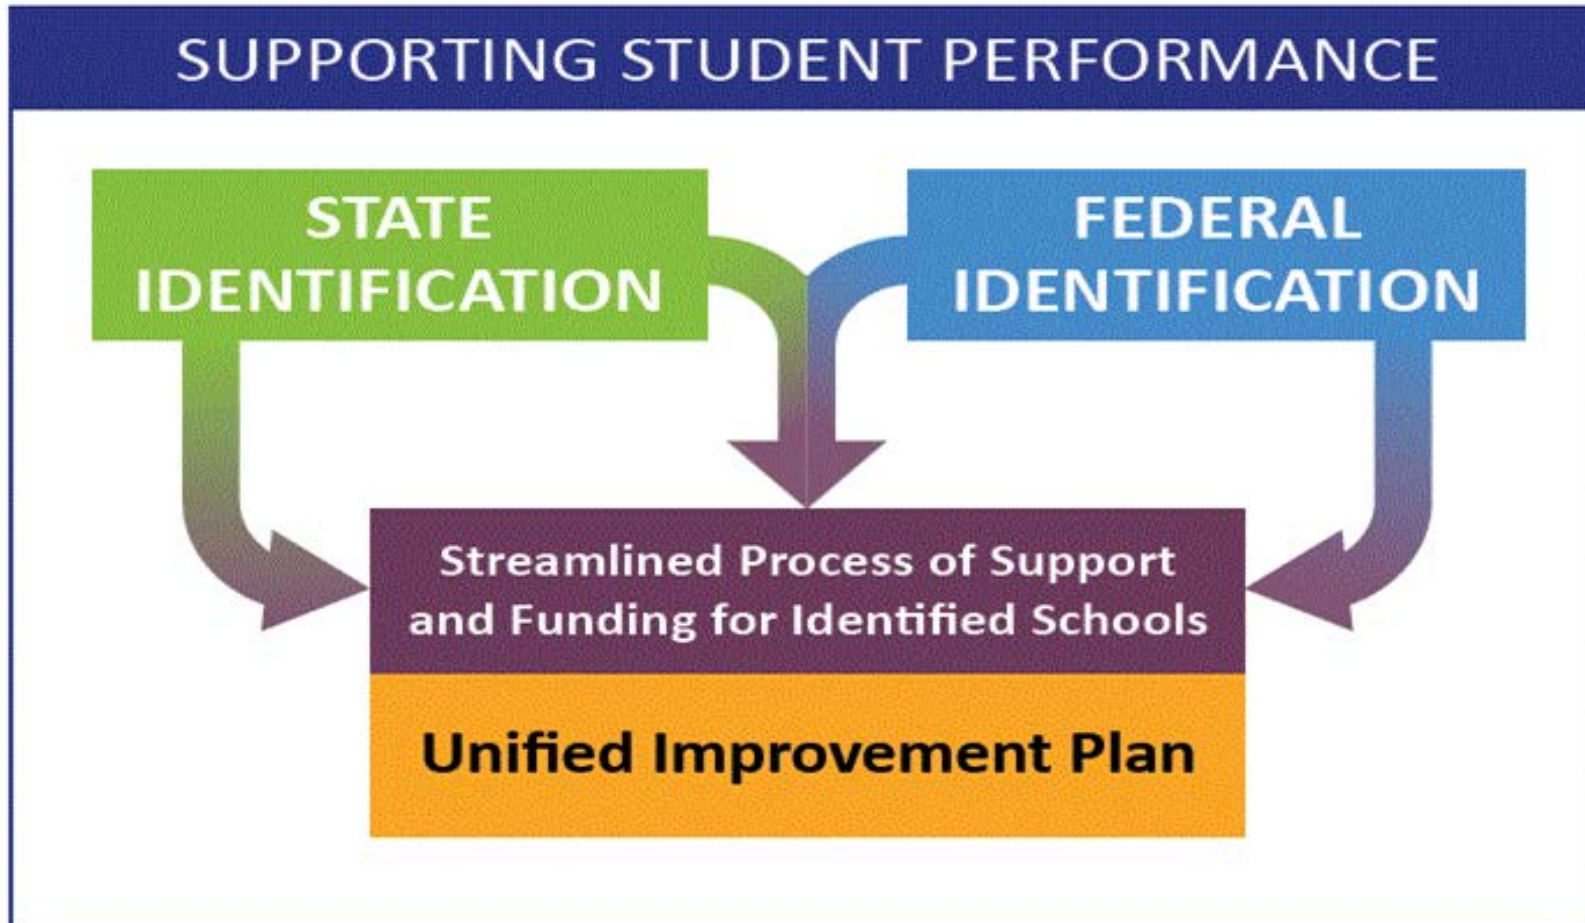 SUPPORTING STUDENT PERFORMANCE
STATE
IDENTIFICATION
FEDERAL
IDENTIFICATION
Streamlined Process of Support
and Funding for Identified Schools
Unified Improvement Plan